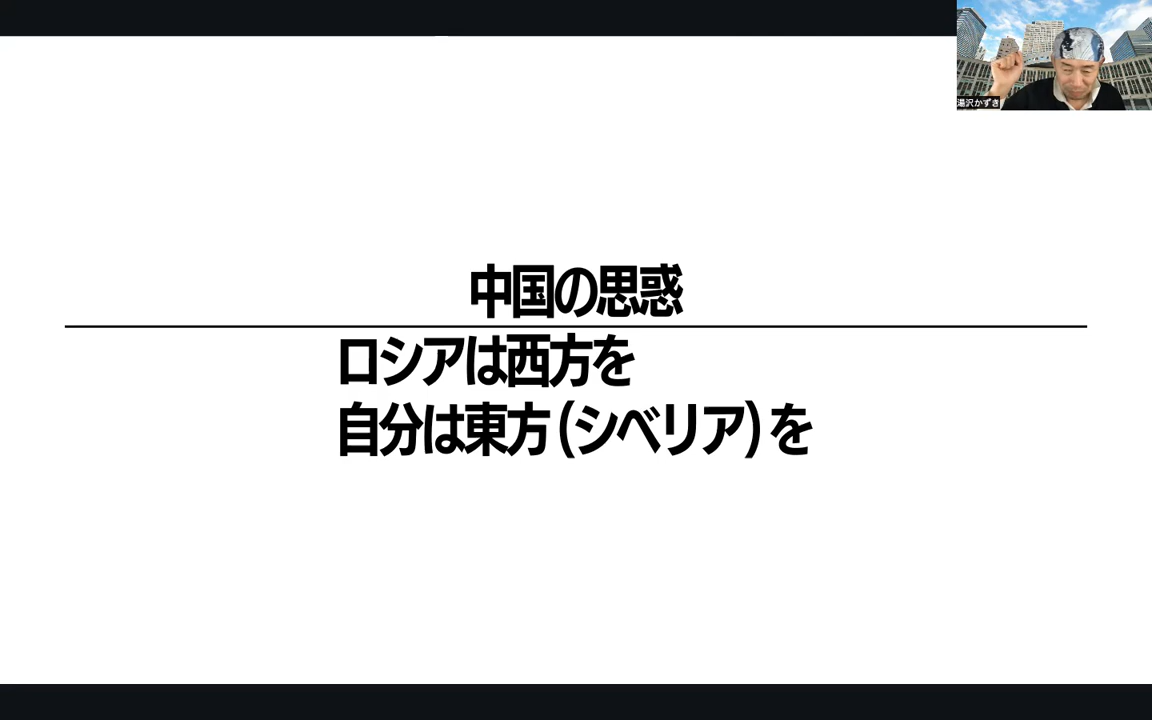 中国の思惑
ロシアは西方を
自分は東方(シベリア)を
湯沢かずき